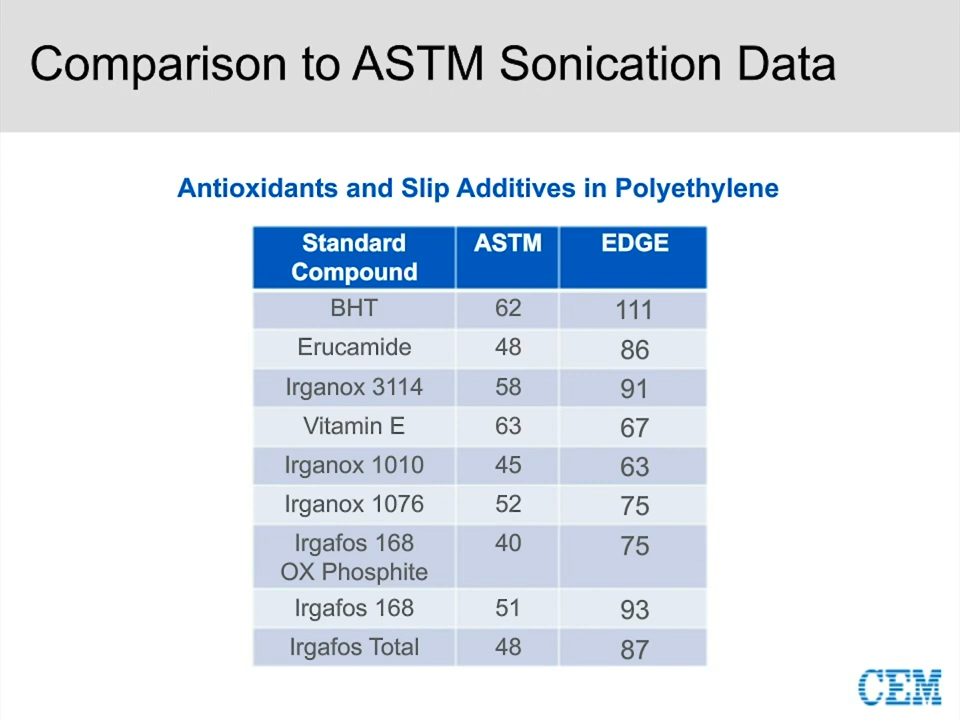 Comparison to ASTM Sonication Data
Antioxidants and Slip Additives in Polyethylene
Standard Compound ASTM EDGE
BHT 62 111
Erucamide 48 86
Irganox 3114 58 91
Vitamin E 63 67
Irganox 1010 45 63
Irganox 1076 52 75
Irgafos 168 OX Phosphite 40 75
Irgafos 168 51 93
Irgafos Total 48 87
CEM